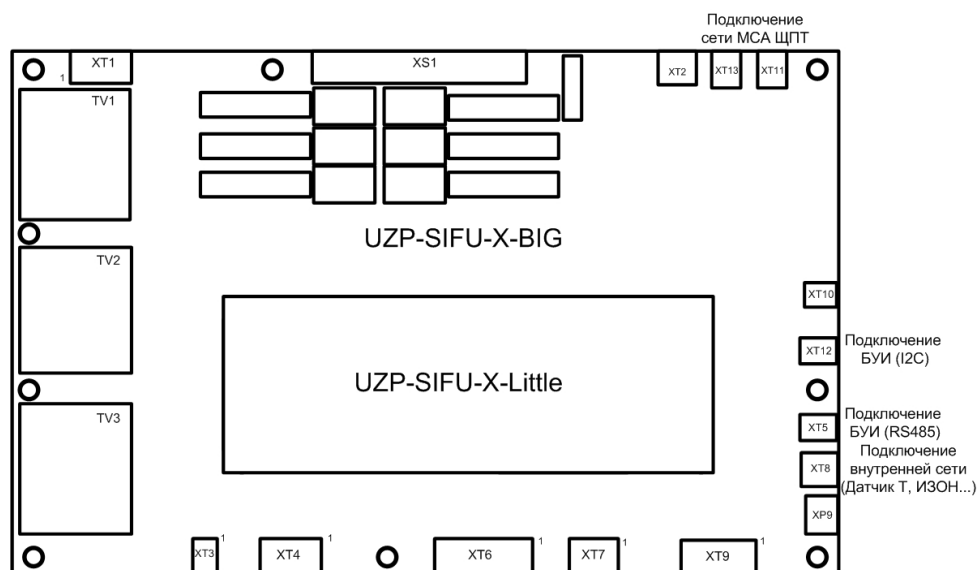 Подключение
сети МСА ЩПТ
XT1
1
XS1
XT2
XT13
XT11
TV1
UZP-SIFU-X-BIG
TV2
XT10
XT12
Подключение
БУИ (I2C)
UZP-SIFU-X-Little
TV3
XT5
Подключение
БУИ (RS485)
XT8
Подключение
внутренней сети
(Датчик Т, ИЗОН...)
XP9
XT3
1
XT4
1
XT6
1
XT7
1
XT9
1